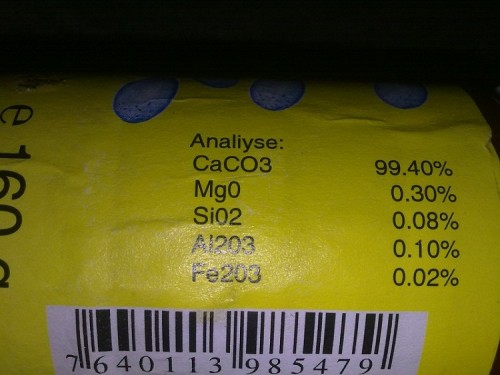 e 160 g
Analiyse:
CaCO3 99.40%
Mg0 0.30%
Si02 0.08%
Al203 0.10%
Fe203 0.02%
7 640113 985479